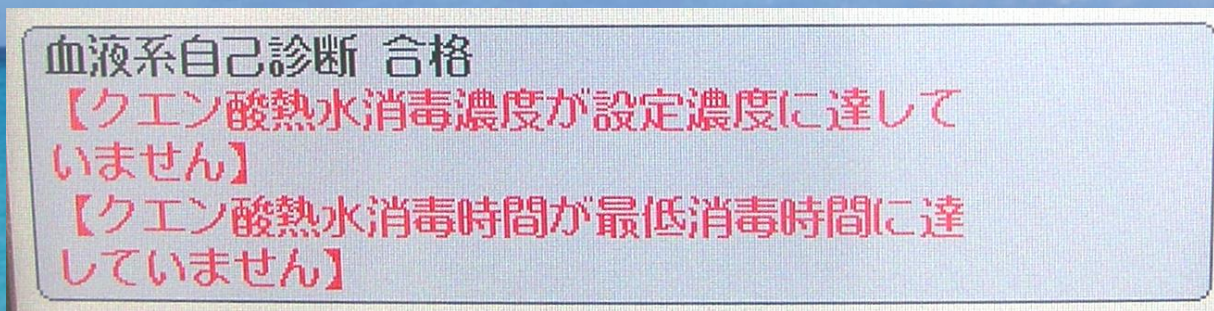 血液系自己診断 合格
【クエン酸熱水消毒濃度が設定濃度に達して
いません】
【クエン酸熱水消毒時間が最低消毒時間に達
していません】